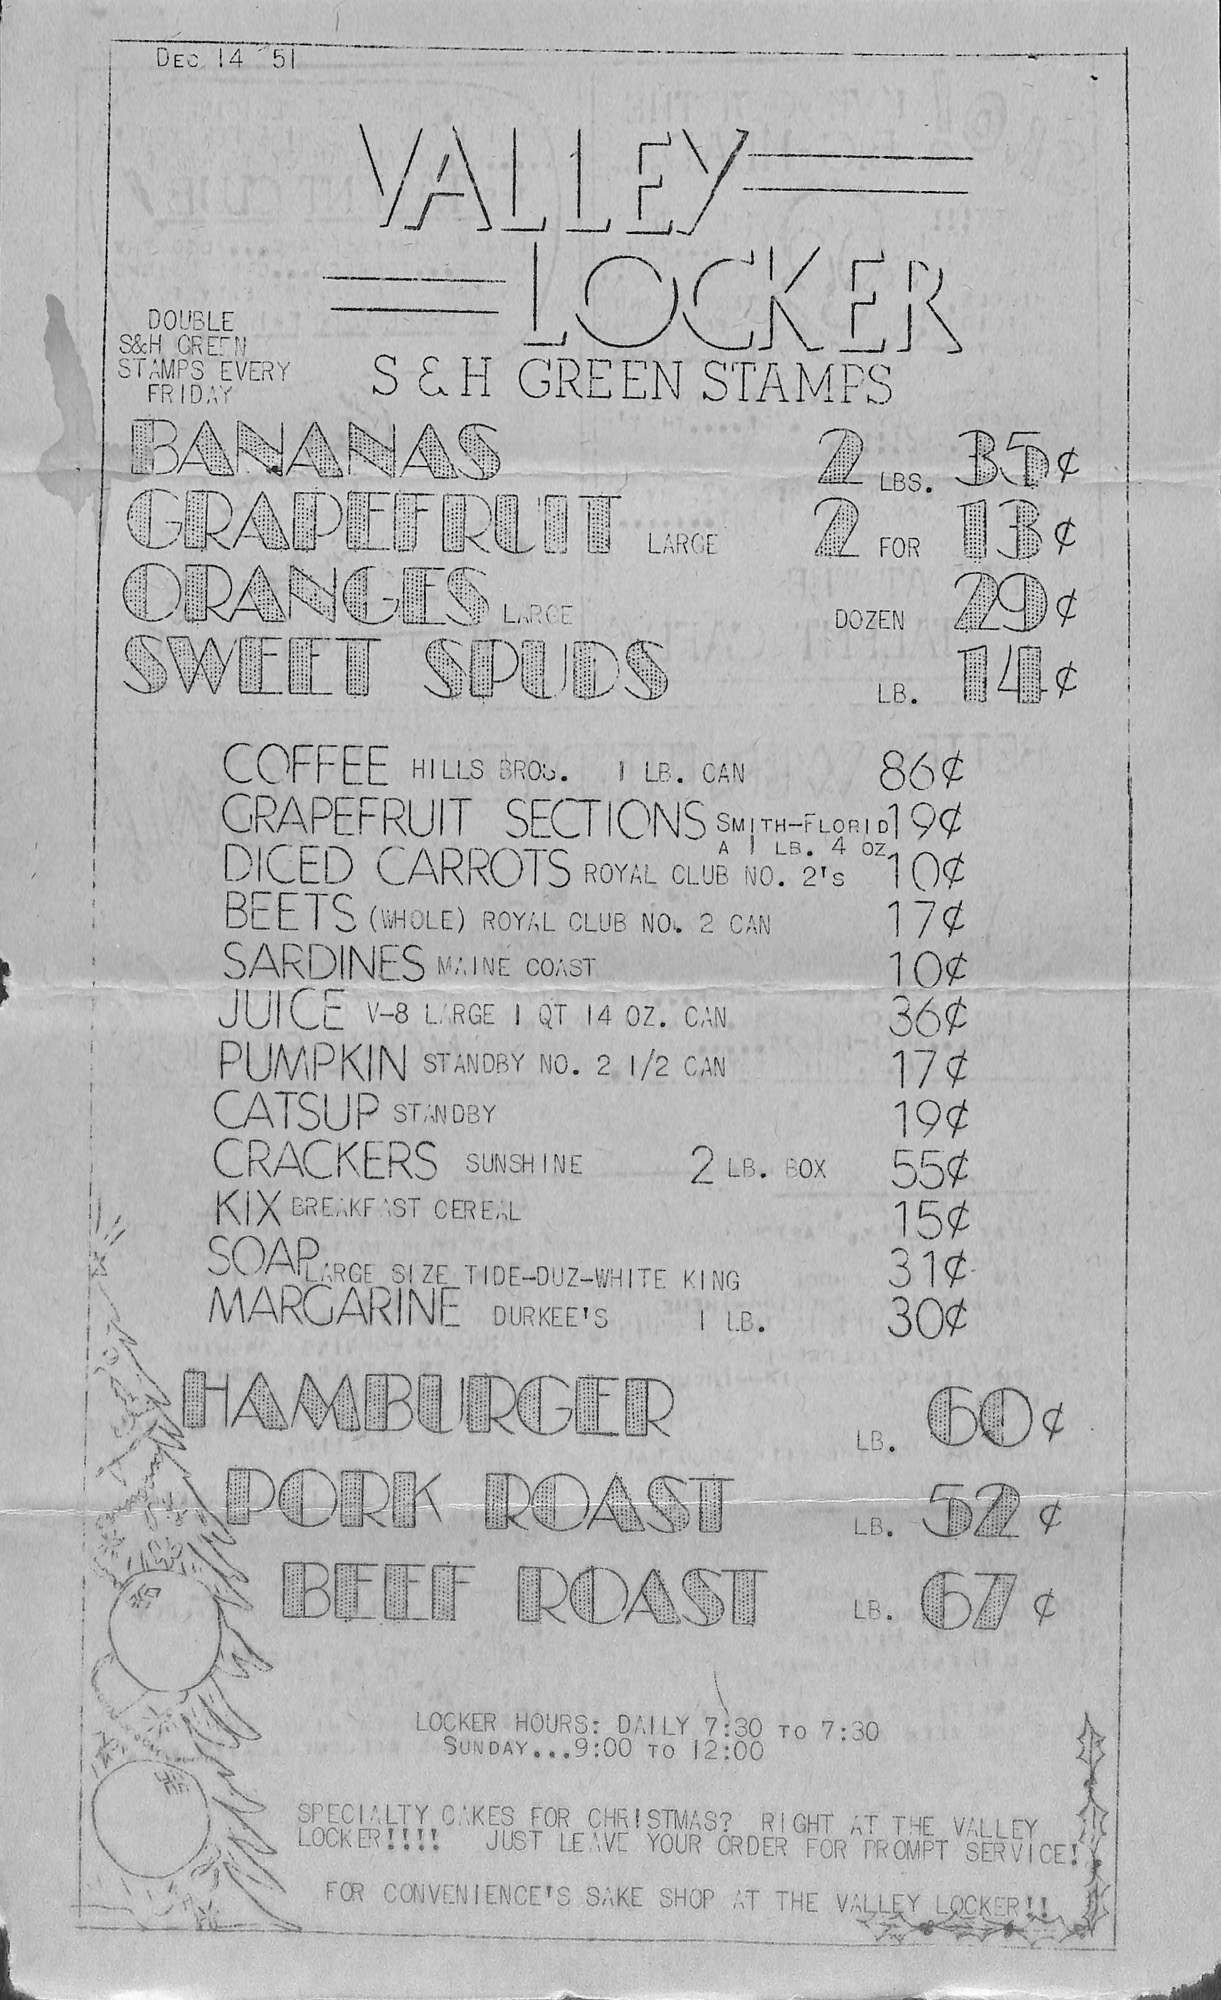 DEC 14 '51
VALLEY
LOCKER
DOUBLE
S&H GREEN
STAMPS EVERY
FRIDAY
S & H GREEN STAMPS
BANANAS 2 LBS. 35¢
GRAPEFRUIT LARGE 2 FOR 13¢
ORANGES LARGE DOZEN 29¢
SWEET SPUDS LB. 14¢
COFFEE HILLS BROS. 1 LB. CAN 86¢
GRAPEFRUIT SECTIONS SMITH-FLORID 19¢
A 1 LB. 4 OZ.
DICED CARROTS ROYAL CLUB NO. 2's 10¢
BEETS (WHOLE) ROYAL CLUB NO. 2 CAN 17¢
SARDINES MAINE COAST 10¢
JUICE V-8 LARGE 1 QT 14 OZ. CAN 36¢
PUMPKIN STANDBY NO. 2 1/2 CAN 17¢
CATSUP STANDBY 19¢
CRACKERS SUNSHINE 2 LB. BOX 55¢
KIX BREAKFAST CEREAL 15¢
SOAP LARGE SIZE TIDE-DUZ-WHITE KING 31¢
MARGARINE DURKEE'S 1 LB. 30¢
HAMBURGER LB. 60¢
PORK ROAST LB. 52¢
BEEF ROAST LB. 67¢
LOCKER HOURS: DAILY 7:30 TO 7:30
SUNDAY...9:00 TO 12:00
SPECIALTY CAKES FOR CHRISTMAS? RIGHT AT THE VALLEY
LOCKER!!!! JUST LEAVE YOUR ORDER FOR PROMPT SERVICE!
FOR CONVENIENCE'S SAKE SHOP AT THE VALLEY LOCKER!!